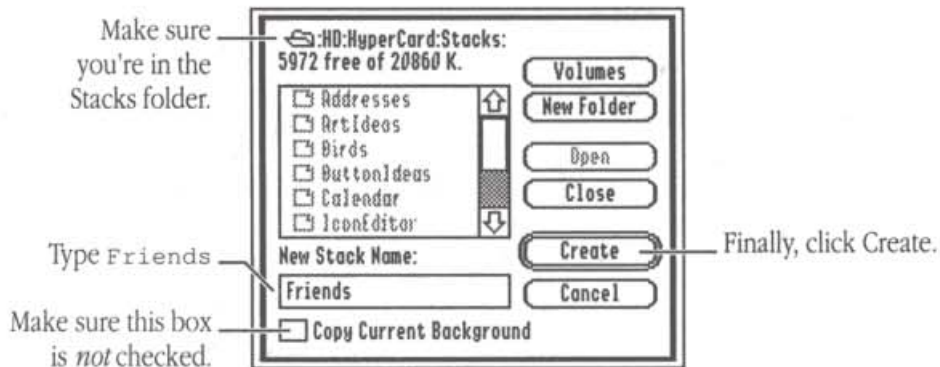 Make sure
you're in the
Stacks folder.
:HD:HyperCard:Stacks:
5972 free of 20860 K.
Addresses
ArtIdeas
Birds
ButtonIdeas
Calendar
IconEditor
Volumes
New Folder
Open
Close
Type Friends
New Stack Name:
Friends
Create
Cancel
Finally, click Create.
Make sure this box
is not checked.
Copy Current Background